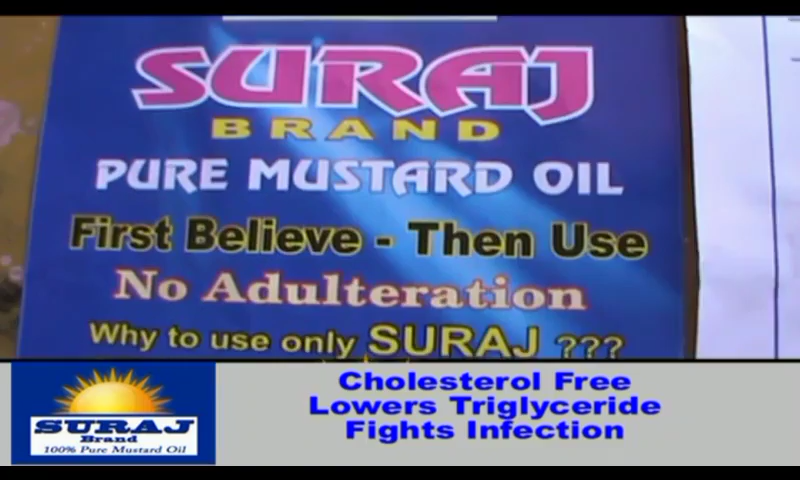 SURAJ
BRAND
PURE MUSTARD OIL
First Believe - Then Use
No Adulteration
Why to use only SURAJ ???
SURAJ
Brand
100% Pure Mustard Oil
Cholesterol Free
Lowers Triglyceride
Fights Infection